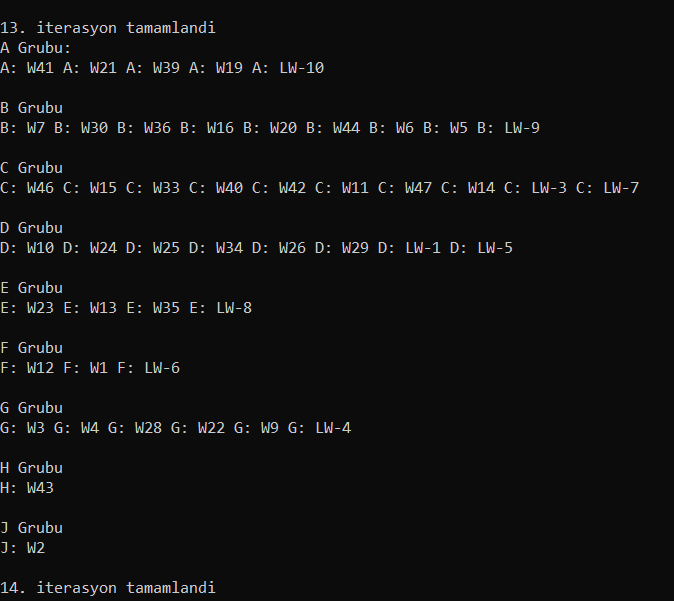 13. iterasyon tamamlandi
A Grubu:
A: W41 A: W21 A: W39 A: W19 A: LW-10
B Grubu
B: W7 B: W30 B: W36 B: W16 B: W20 B: W44 B: W6 B: W5 B: LW-9
C Grubu
C: W46 C: W15 C: W33 C: W40 C: W42 C: W11 C: W47 C: W14 C: LW-3 C: LW-7
D Grubu
D: W10 D: W24 D: W25 D: W34 D: W26 D: W29 D: LW-1 D: LW-5
E Grubu
E: W23 E: W13 E: W35 E: LW-8
F Grubu
F: W12 F: W1 F: LW-6
G Grubu
G: W3 G: W4 G: W28 G: W22 G: W9 G: LW-4
H Grubu
H: W43
J Grubu
J: W2
14. iterasyon tamamlandi